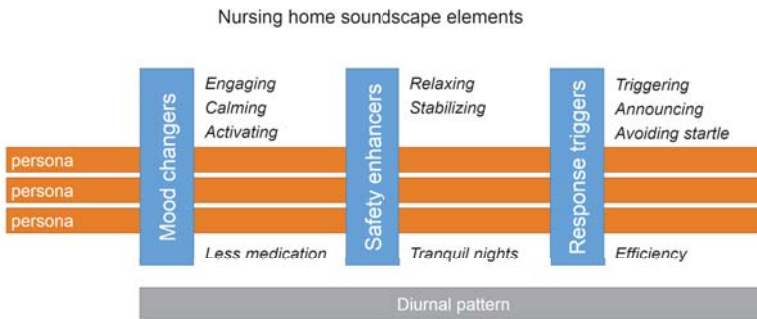 Nursing home soundscape elements
Mood changers
Engaging
Calming
Activating
Safety enhancers
Relaxing
Stabilizing
Response triggers
Triggering
Announcing
Avoiding startle
persona
persona
persona
Less medication
Tranquil nights
Efficiency
Diurnal pattern